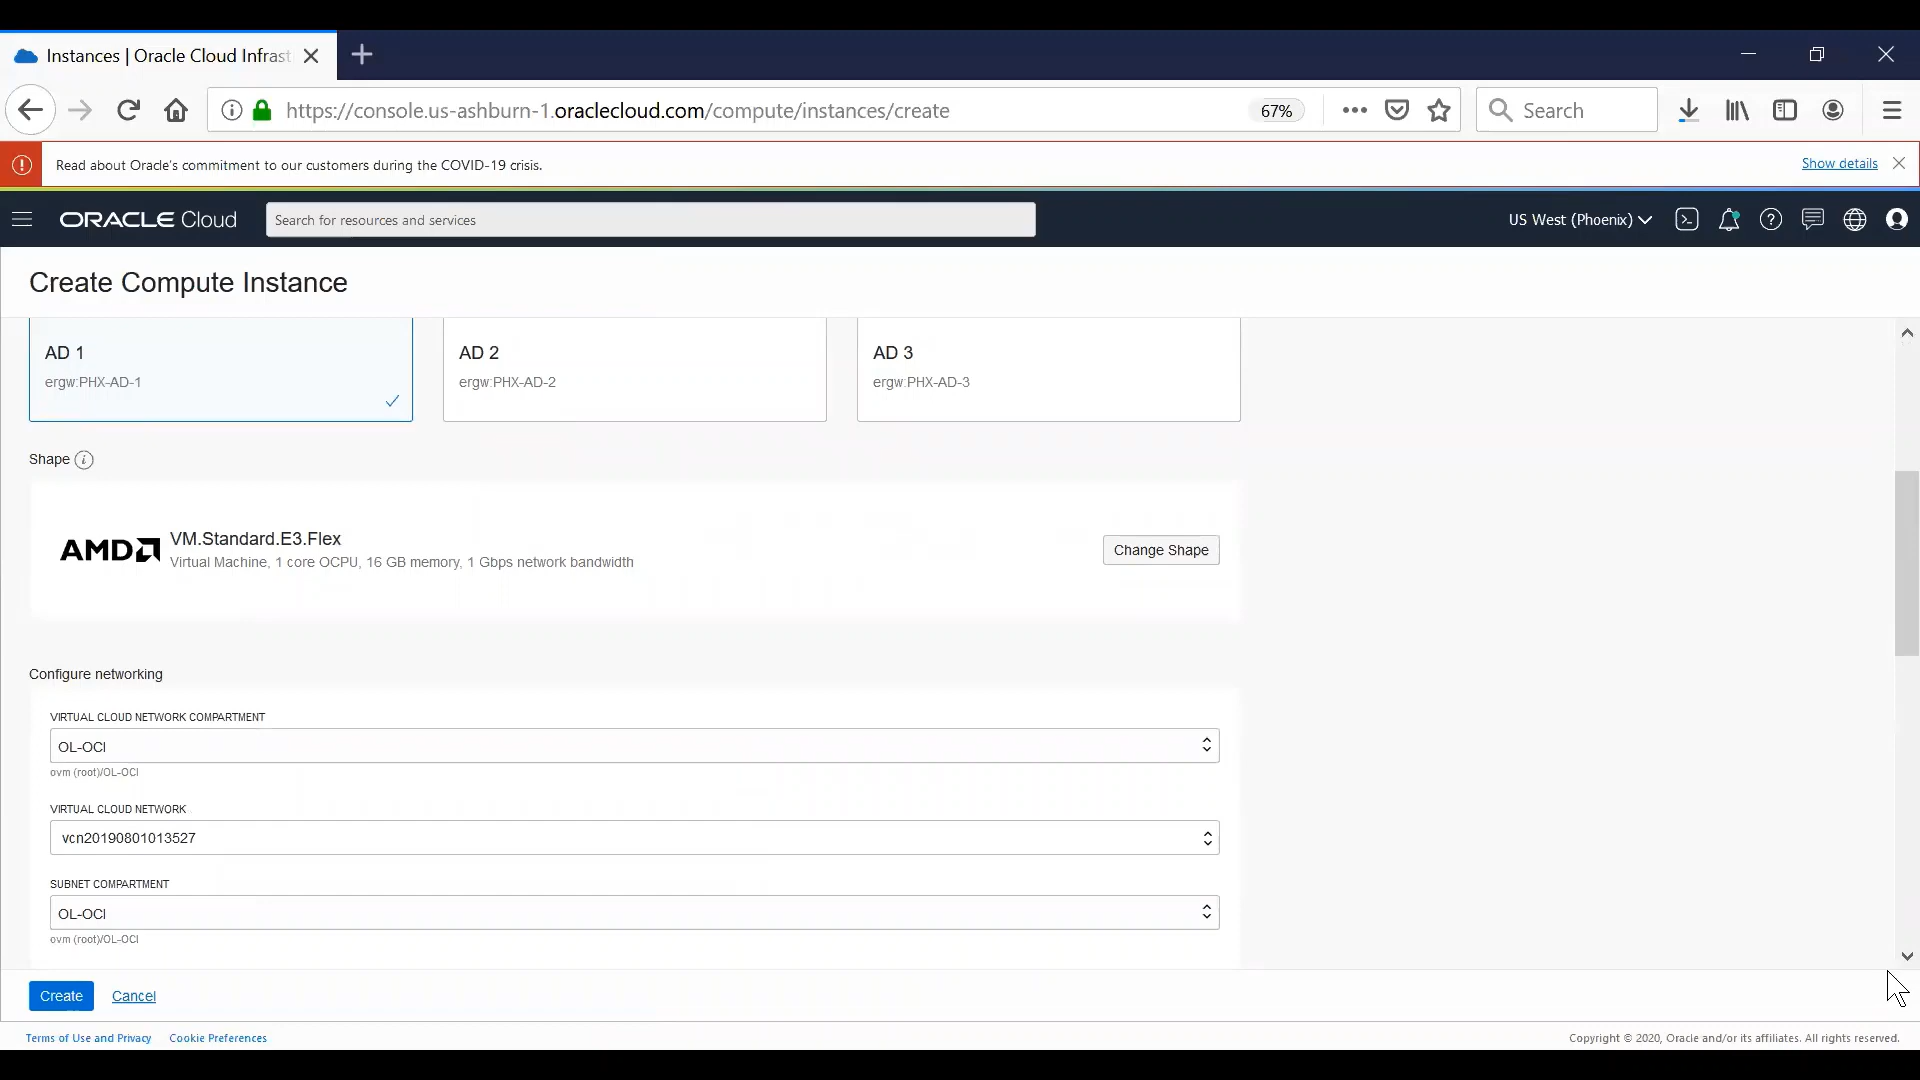 Instances | Oracle Cloud Infrast
https://console.us-ashburn-1.oraclecloud.com/compute/instances/create
67%
Search
Read about Oracle's commitment to our customers during the COVID-19 crisis.
Show details
ORACLE Cloud
Search for resources and services
US West (Phoenix)
Create Compute Instance
AD 1
ergw:PHX-AD-1
AD 2
ergw:PHX-AD-2
AD 3
ergw:PHX-AD-3
Shape
AMD
VM.Standard.E3.Flex
Virtual Machine, 1 core OCPU, 16 GB memory, 1 Gbps network bandwidth
Change Shape
Configure networking
VIRTUAL CLOUD NETWORK COMPARTMENT
OL-OCI
ovm (root)/OL-OCI
VIRTUAL CLOUD NETWORK
vcn20190801013527
SUBNET COMPARTMENT
OL-OCI
ovm (root)/OL-OCI
Create
Cancel
Terms of Use and Privacy
Cookie Preferences
Copyright © 2020, Oracle and/or its affiliates. All rights reserved.